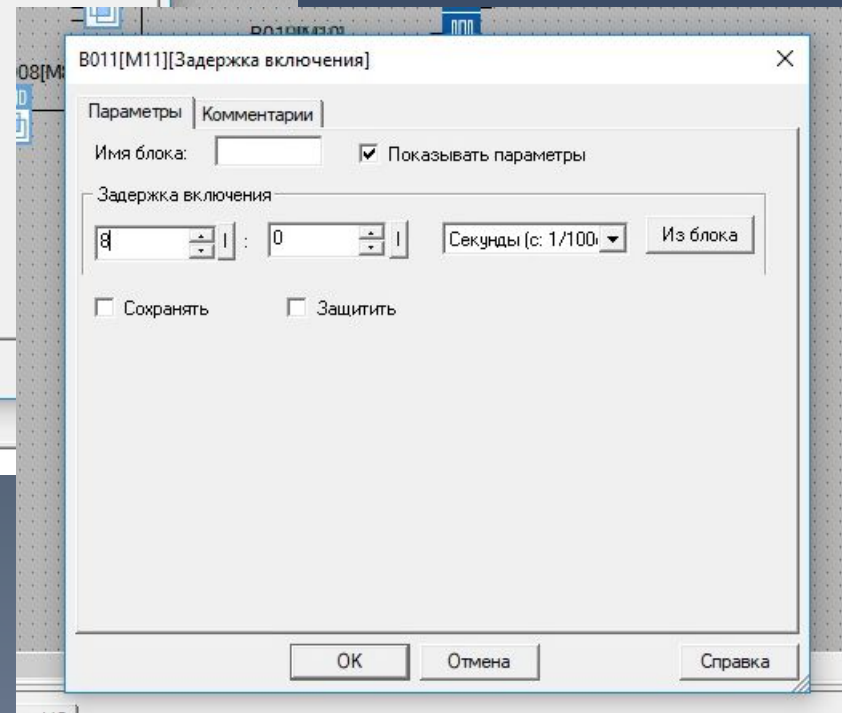 B011[M11][Задержка включения]
Параметры
Комментарии
Имя блока:
Показывать параметры
Задержка включения
8 : 0 Секунды (с: 1/100 Из блока
Сохранять
Защитить
OK
Отмена
Справка